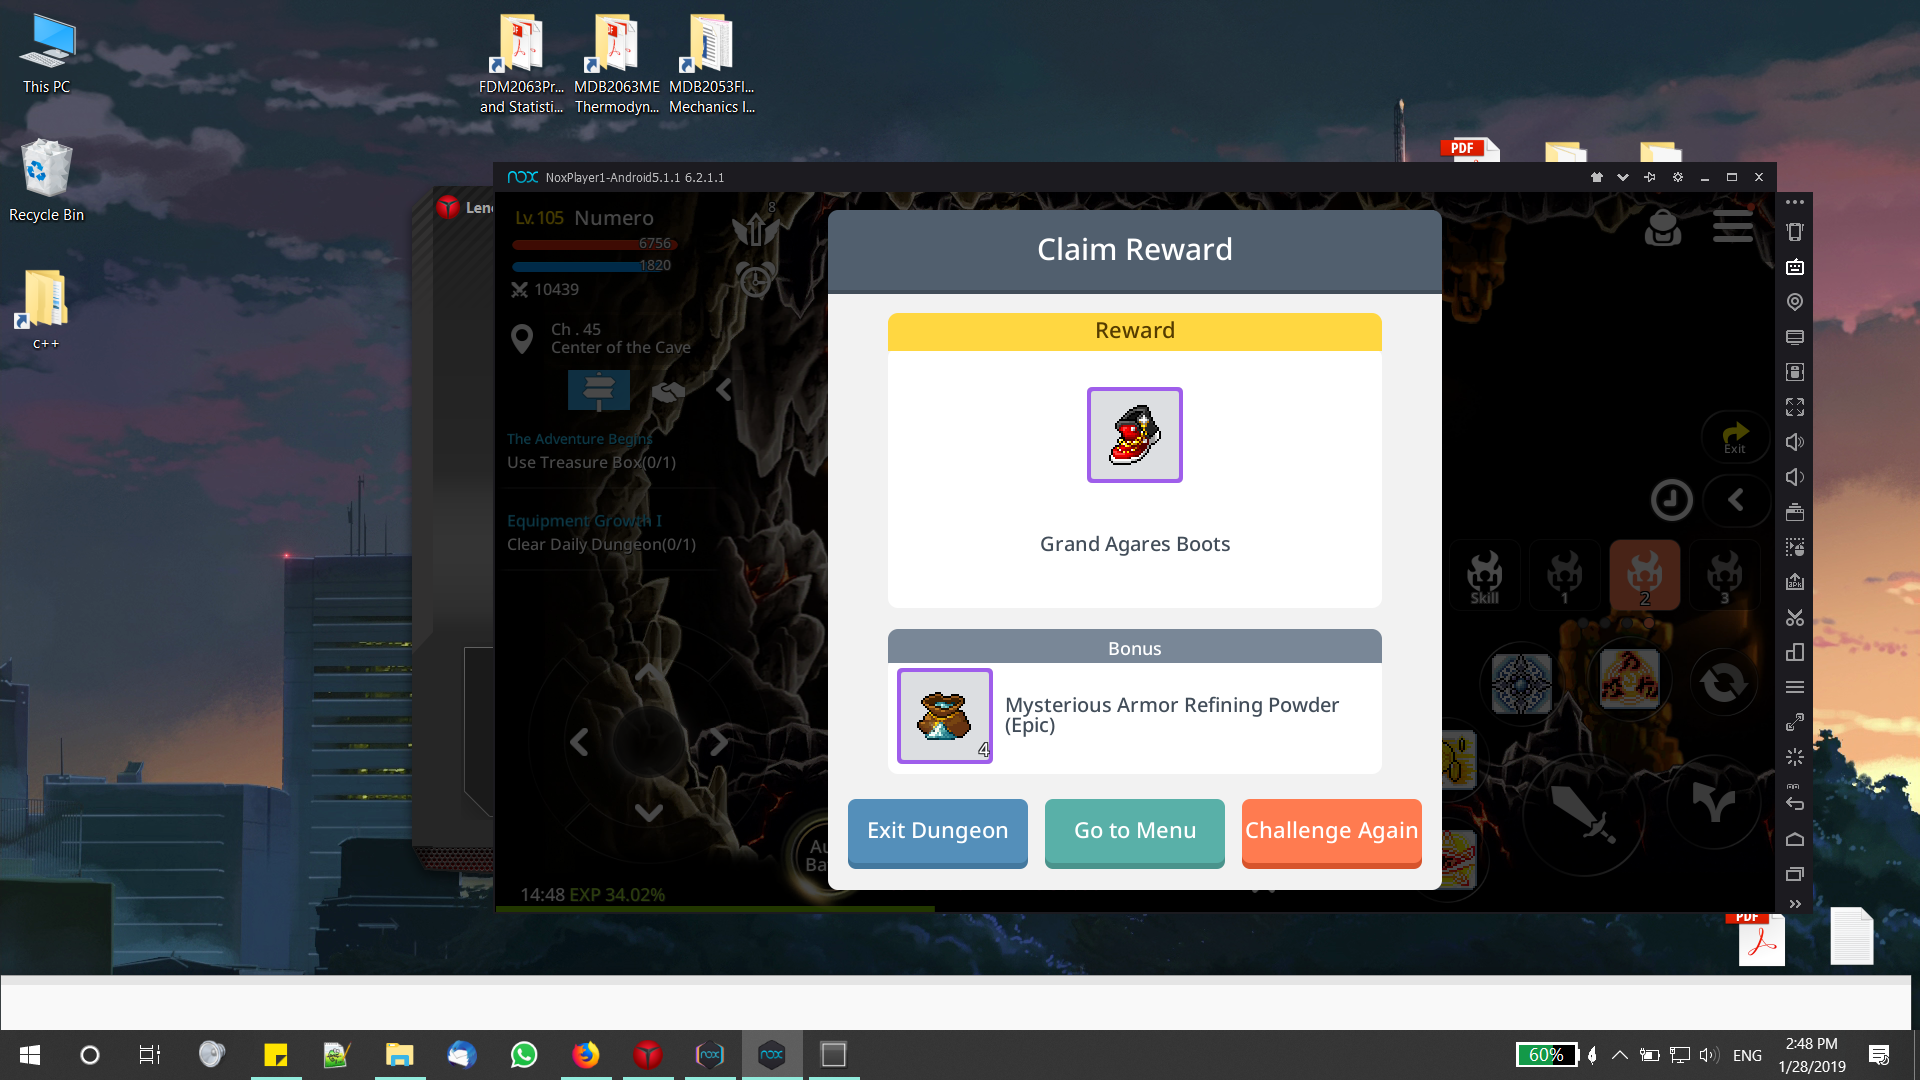 This PC
Recycle Bin
c++
FDM2063Pr...
and Statisti...
MDB2063ME
Thermodyn...
MDB2053Fl...
Mechanics I...
PDF
nox NoxPlayer1-Android5.1.1 6.2.1.1
Lv.105 Numero
8
6756
1820
10439
Ch . 45
Center of the Cave
The Adventure Begins
Use Treasure Box(0/1)
Equipment Growth I
Clear Daily Dungeon(0/1)
Claim Reward
Reward
Grand Agares Boots
Bonus
4
Mysterious Armor Refining Powder
(Epic)
Exit Dungeon
Go to Menu
Challenge Again
Exit
Skill
1
2
3
14:48 EXP 34.02%
PDF
60%
ENG
2:48 PM
1/28/2019